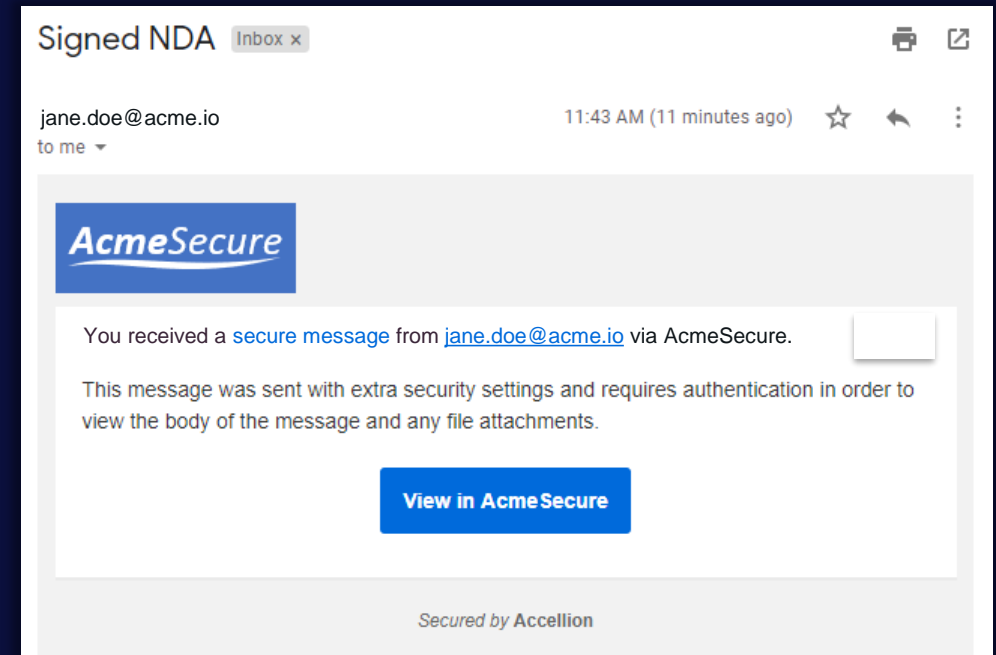 Signed NDA Inbox x
jane.doe@acme.io 11:43 AM (11 minutes ago)
to me
AcmeSecure
You received a secure message from jane.doe@acme.io via AcmeSecure.
This message was sent with extra security settings and requires authentication in order to
view the body of the message and any file attachments.
View in AcmeSecure
Secured by Accellion